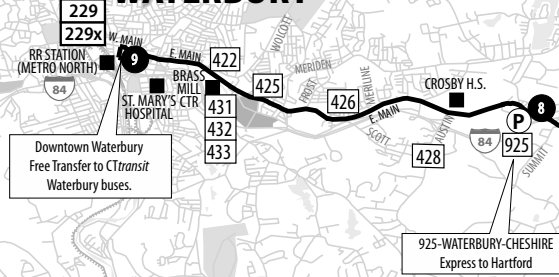 WATERBURY
229
229x
W. MAIN
9
E. MAIN
422
WOLCOTT
RR STATION
(METRO NORTH)
84
ST. MARY'S
HOSPITAL
BRASS
MILL
CTR
431
432
433
425
MERIDEN
FROST
426
MERLINE
E. MAIN
SCOTT
CROSBY H.S.
AUSTIN
428
84
8
P
925
SUMMIT
Downtown Waterbury
Free Transfer to CTtransit
Waterbury buses.
925-WATERBURY-CHESHIRE
Express to Hartford